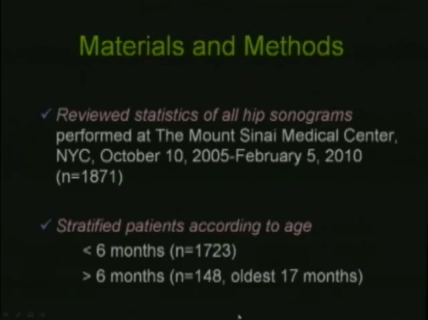 Materials and Methods
✓ Reviewed statistics of all hip sonograms
performed at The Mount Sinai Medical Center,
NYC, October 10, 2005-February 5, 2010
(n=1871)
✓ Stratified patients according to age
< 6 months (n=1723)
> 6 months (n=148, oldest 17 months)